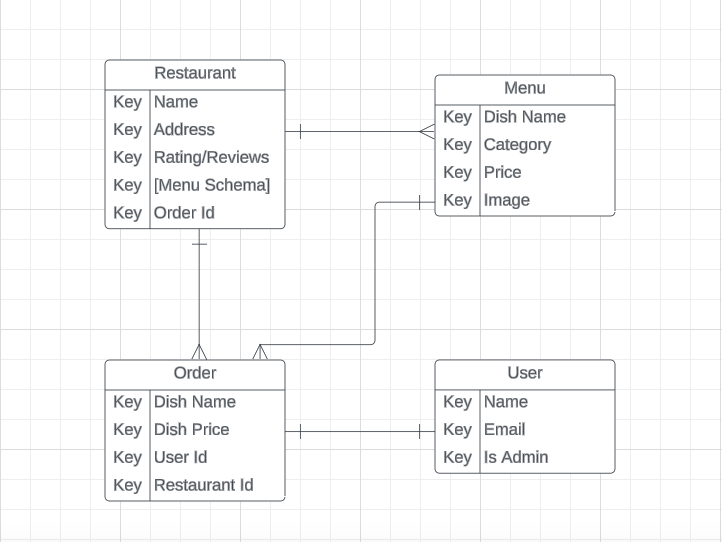 Restaurant
Key Name
Key Address
Key Rating/Reviews
Key [Menu Schema]
Key Order Id
Menu
Key Dish Name
Key Category
Key Price
Key Image
Order
Key Dish Name
Key Dish Price
Key User Id
Key Restaurant Id
User
Key Name
Key Email
Key Is Admin